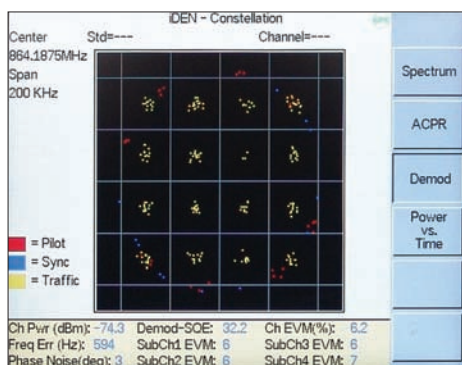 iDEN - Constellation
Center Std=--- Channel=---
864.1875MHz
Span
200 KHz
Spectrum
ACPR
Demod
Power
vs.
Time
= Pilot
= Sync
= Traffic
Ch Pwr (dBm): -74.3 Demod-SOE: 32.2 Ch EVM(%): 6.2
Freq Err (Hz): 594 SubCh1 EVM: 6 SubCh3 EVM: 6
Phase Noise(deg): 3 SubCh2 EVM: 6 SubCh4 EVM: 7